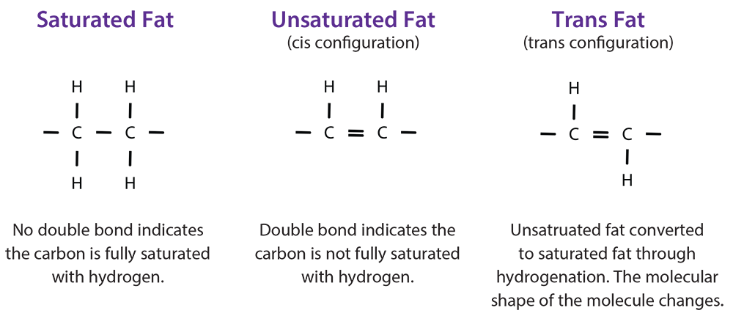 Saturated Fat
No double bond indicates
the carbon is fully saturated
with hydrogen.
H H
– C – C –
H H
Unsaturated Fat
(cis configuration)
H H
– C = C –
Double bond indicates the
carbon is not fully saturated
with hydrogen.
Trans Fat
(trans configuration)
H
– C = C –
H
Unsatruated fat converted
to saturated fat through
hydrogenation. The molecular
shape of the molecule changes.